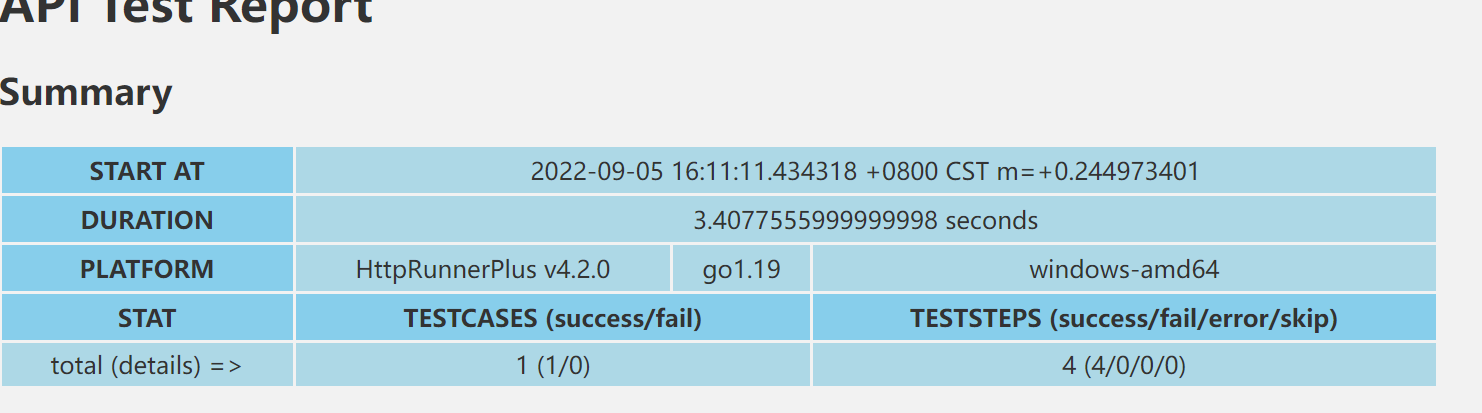 API Test Report
Summary
START AT 2022-09-05 16:11:11.434318 +0800 CST m=+0.244973401
DURATION 3.4077555999999998 seconds
PLATFORM HttpRunnerPlus v4.2.0 go1.19 windows-amd64
STAT TESTCASES (success/fail) TESTSTEPS (success/fail/error/skip)
total (details) => 1 (1/0) 4 (4/0/0/0)